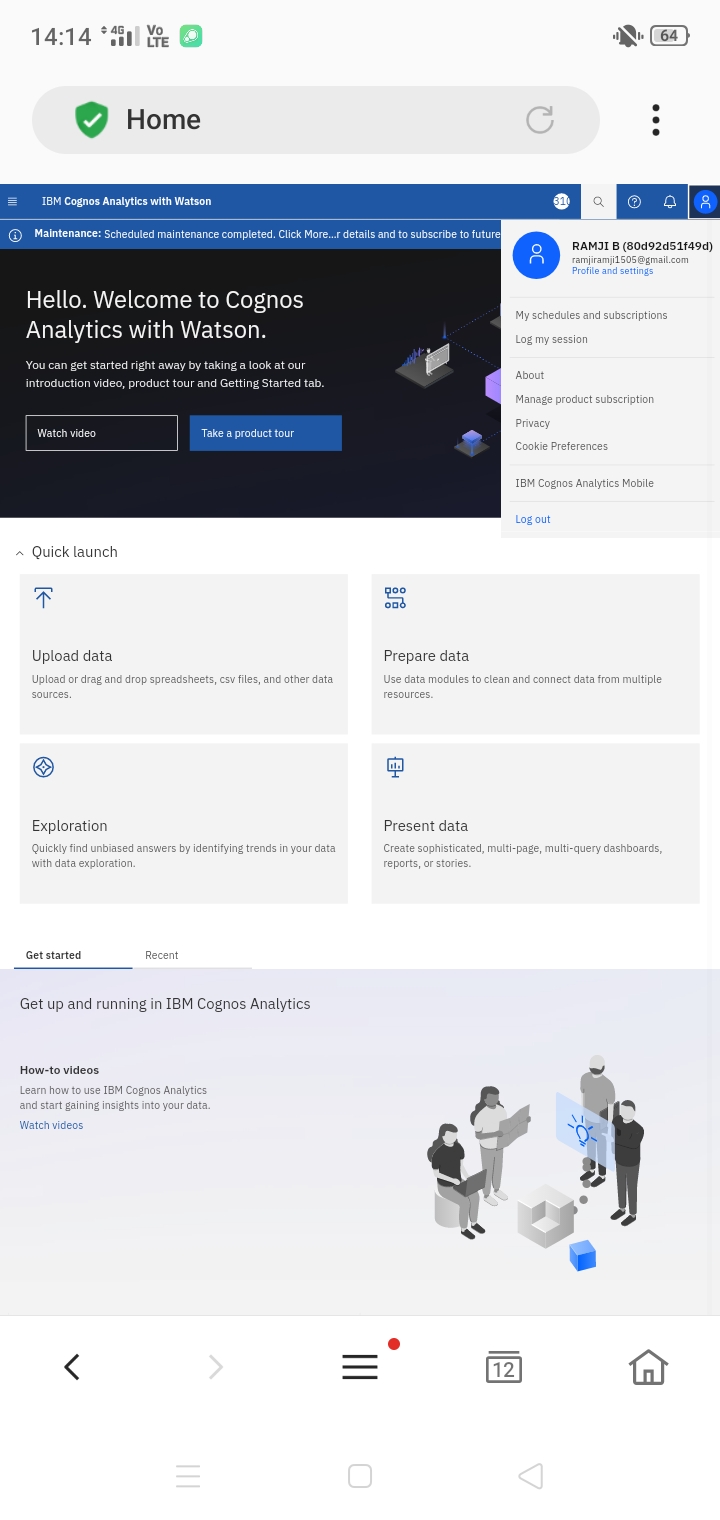 14:14 4G Vo LTE 64
Home
IBM Cognos Analytics with Watson 310
Maintenance: Scheduled maintenance completed. Click More...r details and to subscribe to future
RAMJI B (80d92d51f49d)
ramjiramji1505@gmail.com
Profile and settings
My schedules and subscriptions
Log my session
About
Manage product subscription
Privacy
Cookie Preferences
IBM Cognos Analytics Mobile
Log out
Hello. Welcome to Cognos
Analytics with Watson.
You can get started right away by taking a look at our
introduction video, product tour and Getting Started tab.
Watch video
Take a product tour
Quick launch
Upload data
Upload or drag and drop spreadsheets, csv files, and other data
sources.
Prepare data
Use data modules to clean and connect data from multiple
resources.
Exploration
Quickly find unbiased answers by identifying trends in your data
with data exploration.
Present data
Create sophisticated, multi-page, multi-query dashboards,
reports, or stories.
Get started
Recent
Get up and running in IBM Cognos Analytics
How-to videos
Learn how to use IBM Cognos Analytics
and start gaining insights into your data.
Watch videos
12